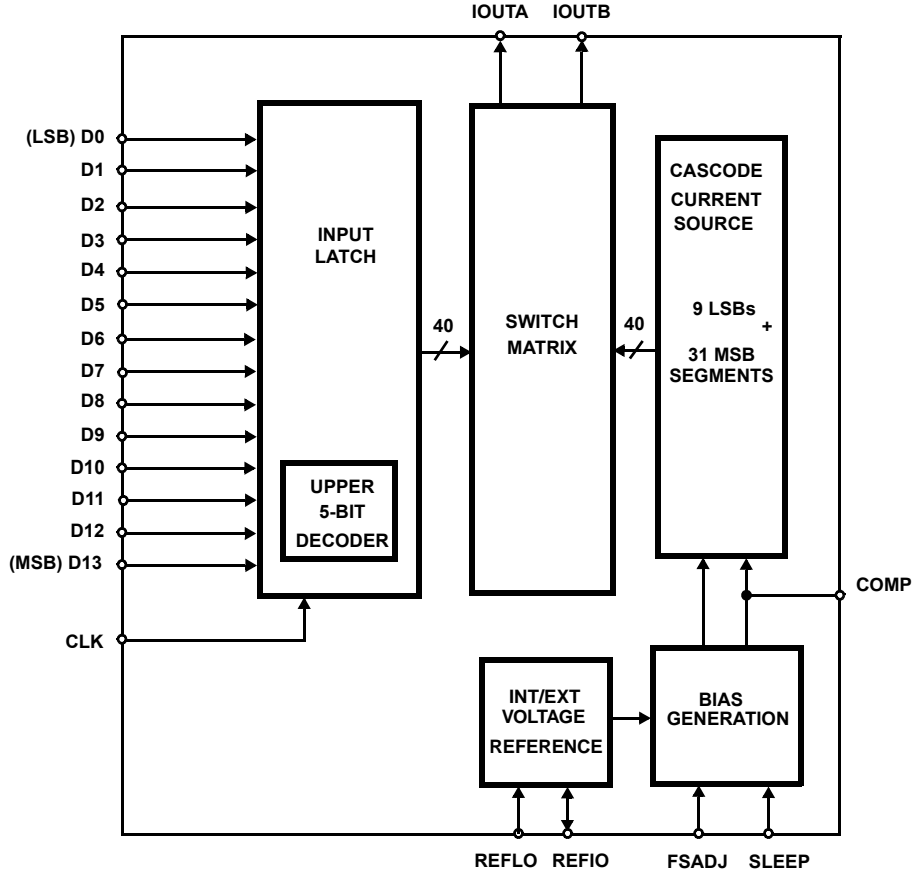 IOUTA IOUTB
(LSB) D0
D1
D2
D3
D4
D5
D6
D7
D8
D9
D10
D11
D12
(MSB) D13
CLK
INPUT
LATCH
UPPER
5-BIT
DECODER
40
SWITCH
MATRIX
40
CASCODE
CURRENT
SOURCE
9 LSBs
+
31 MSB
SEGMENTS
COMP
INT/EXT
VOLTAGE
REFERENCE
BIAS
GENERATION
REFLO REFIO FSADJ SLEEP